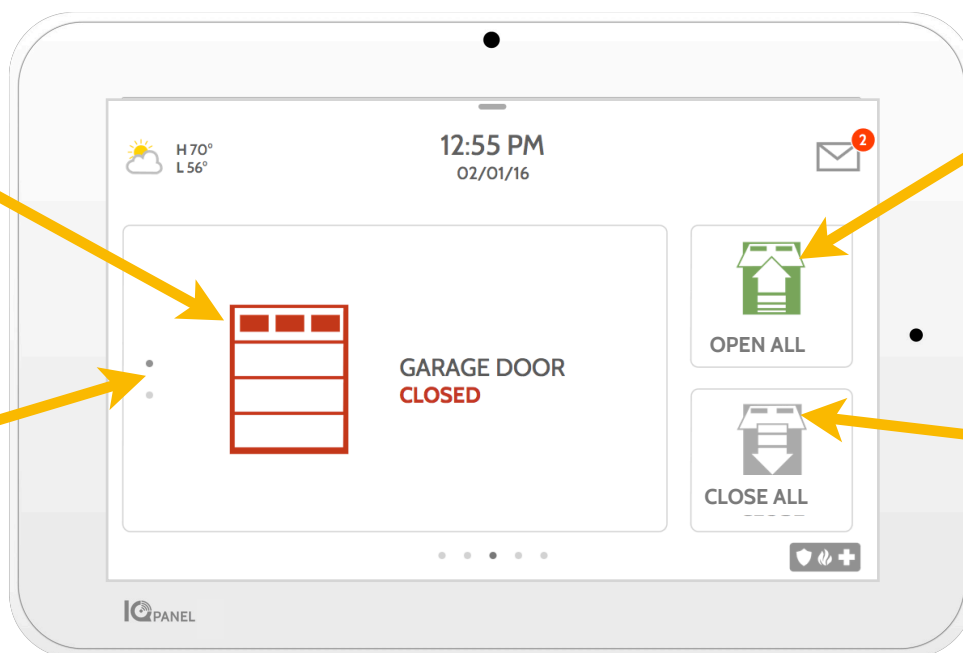 12:55 PM
02/01/16
H 70°
L 56°
2
GARAGE DOOR
CLOSED
OPEN ALL
CLOSE ALL
IQ PANEL